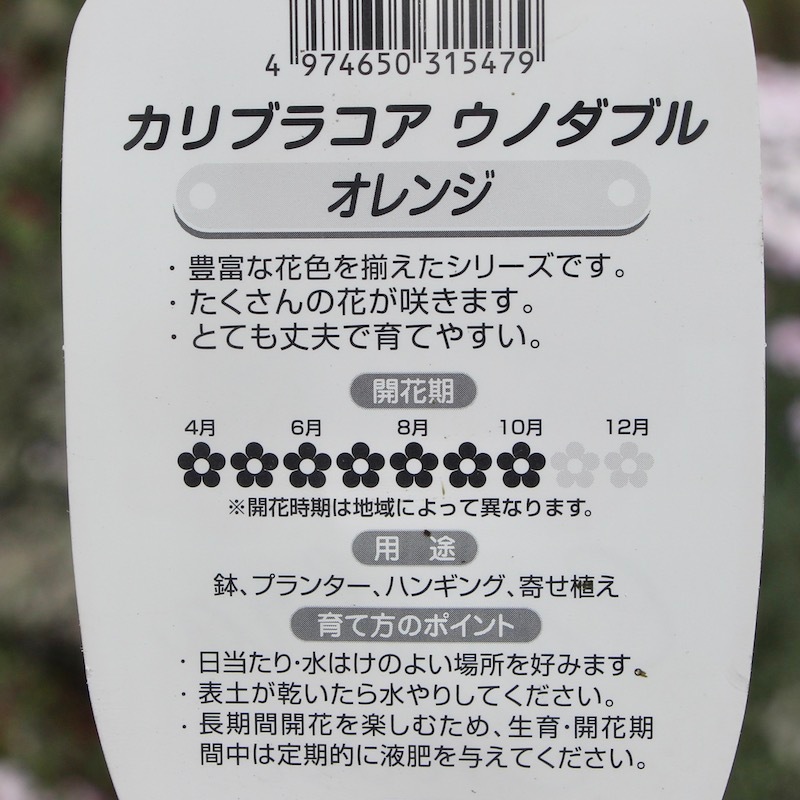 4 974650 315479
カリブラコア ウノダブル
オレンジ
・豊富な花色を揃えたシリーズです。
・たくさんの花が咲きます。
・とても丈夫で育てやすい。
開花期
4月 6月 8月 10月 12月
※開花時期は地域によって異なります。
用 途
鉢、プランター、ハンギング、寄せ植え
育て方のポイント
・日当たり・水はけのよい場所を好みます。
・表土が乾いたら水やりしてください。
・長期間開花を楽しむため、生育・開花期
間中は定期的に液肥を与えてください。